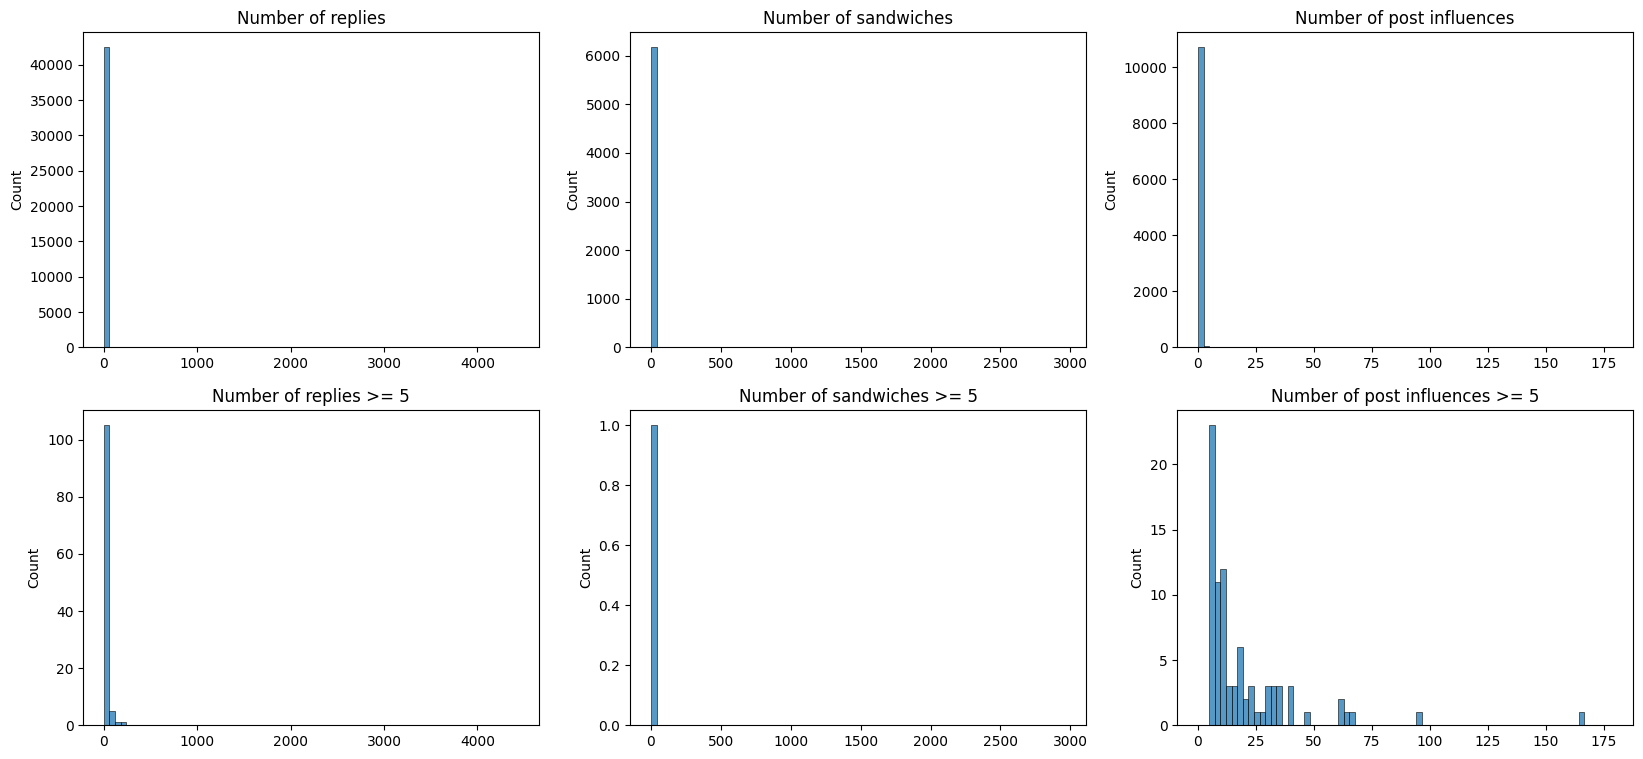 Number of replies
Count
40000
35000
30000
25000
20000
15000
10000
5000
0
0 1000 2000 3000 4000
Number of sandwiches
Count
6000
5000
4000
3000
2000
1000
0
0 500 1000 1500 2000 2500 3000
Number of post influences
Count
10000
8000
6000
4000
2000
0
0 25 50 75 100 125 150 175
Number of replies >= 5
Count
100
80
60
40
20
0
0 1000 2000 3000 4000
Number of sandwiches >= 5
Count
1.0
0.8
0.6
0.4
0.2
0.0
0 500 1000 1500 2000 2500 3000
Number of post influences >= 5
Count
20
15
10
5
0
0 25 50 75 100 125 150 175